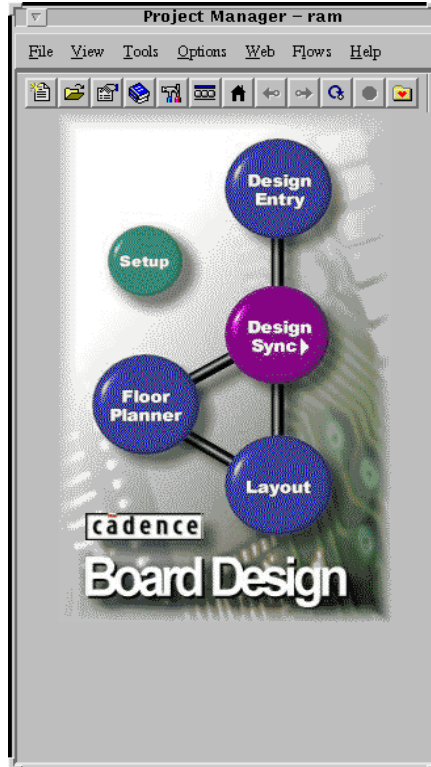 Project Manager – ram
File View Tools Options Web Flows Help
Design
Entry
Setup
Design
Sync
Floor
Planner
Layout
cādence
Board Design